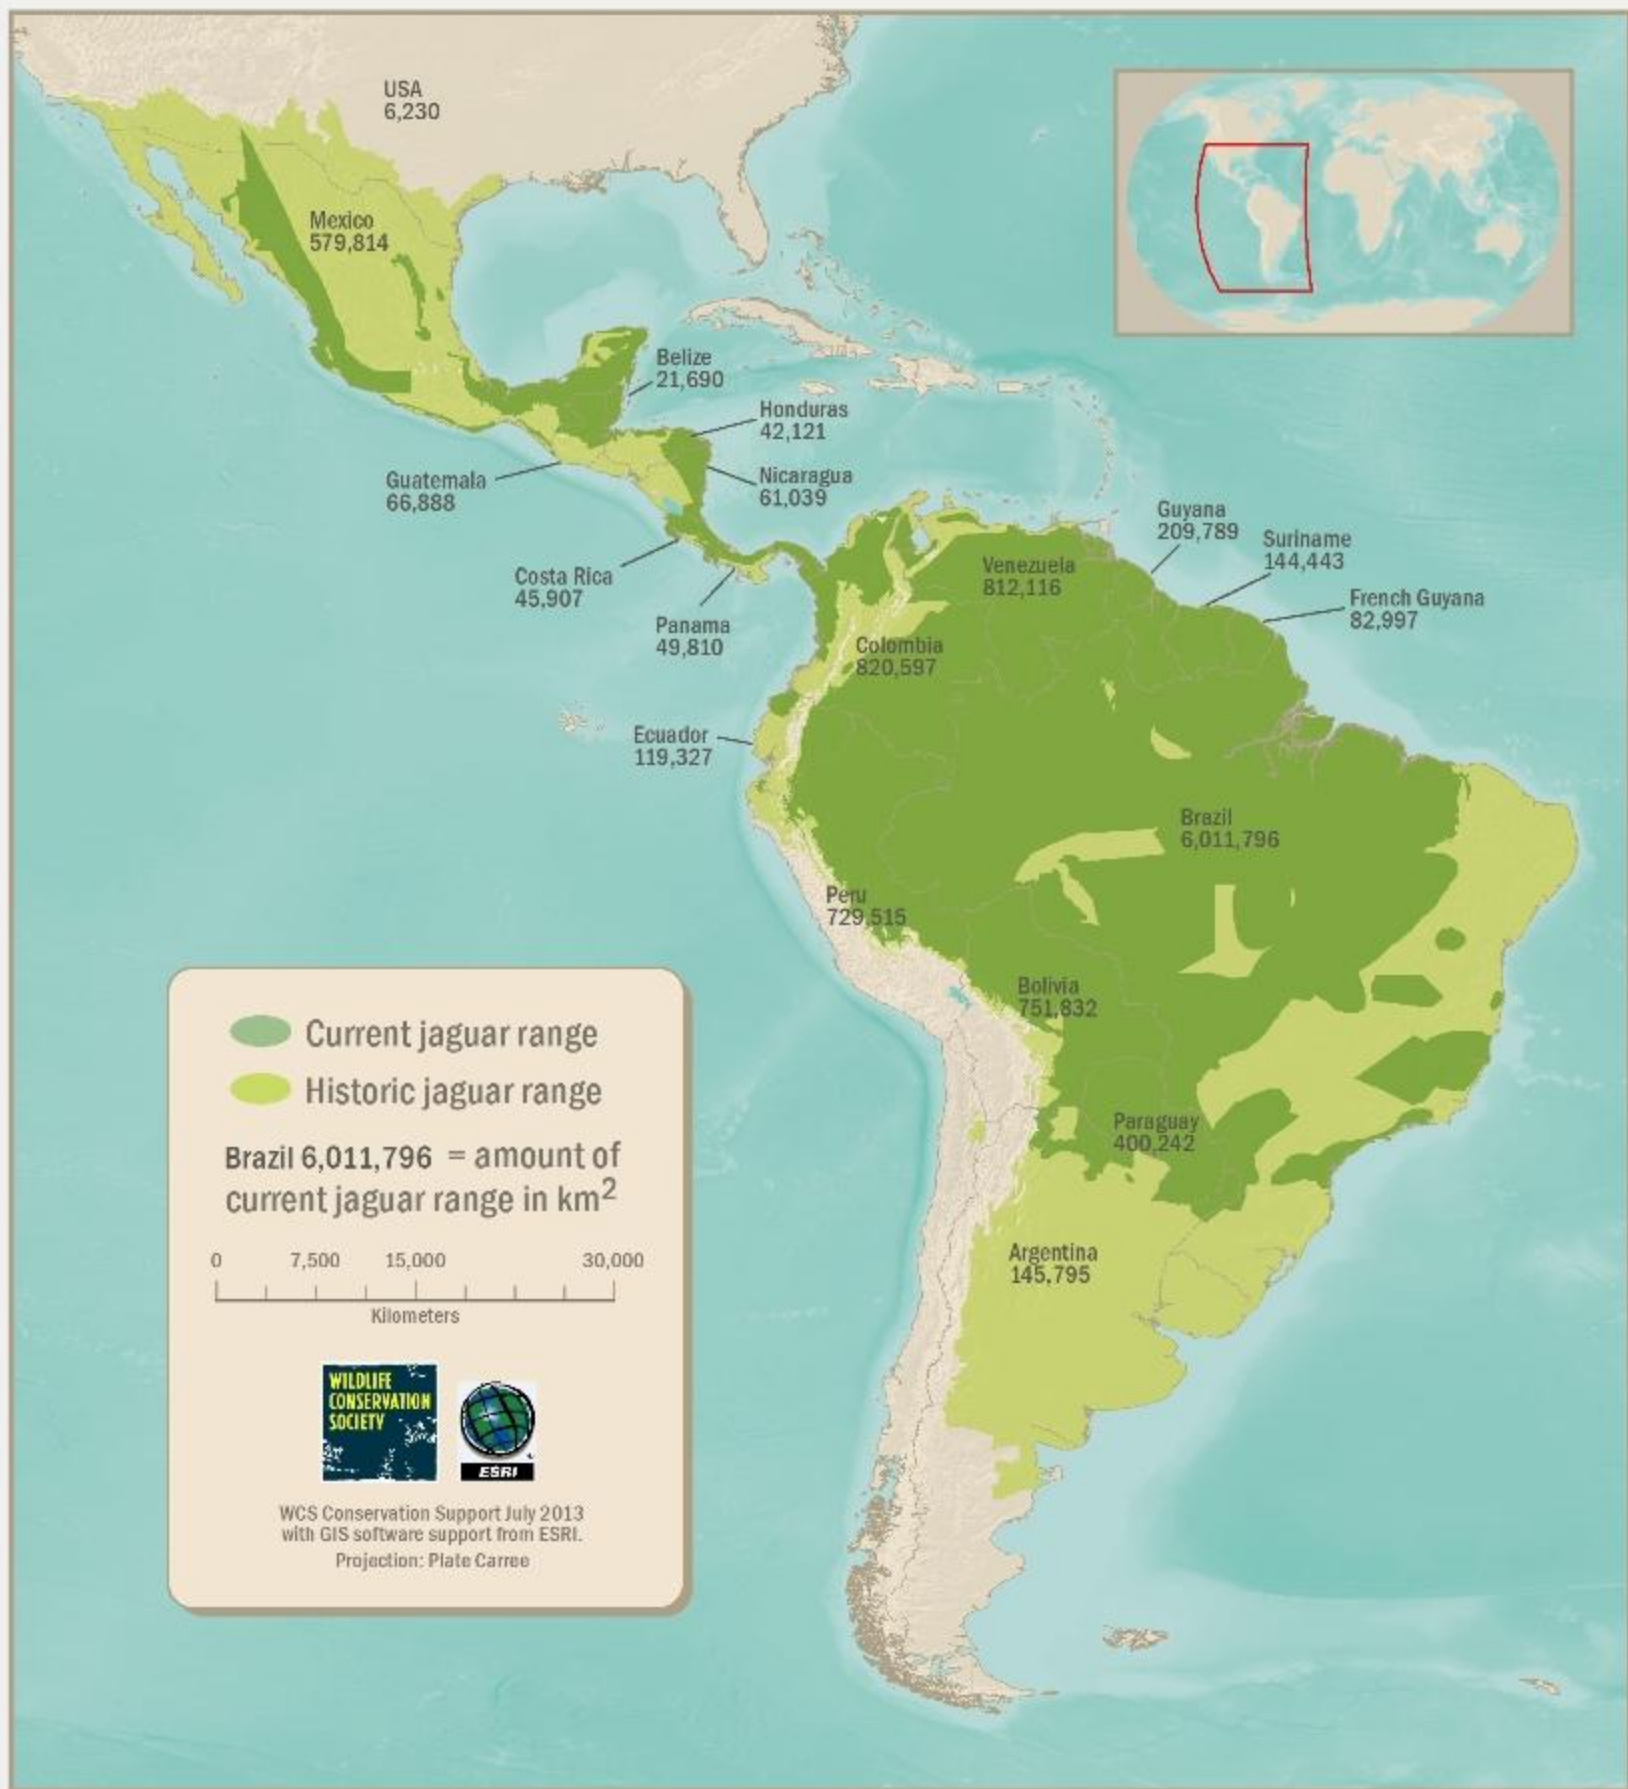 USA
6,230
Mexico
579,814
Belize
21,690
Honduras
42,121
Guatemala
66,888
Nicaragua
61,039
Costa Rica
45,907
Panama
49,810
Guyana
209,789
Suriname
144,443
French Guyana
82,997
Venezuela
812,116
Colombia
820,597
Ecuador
119,327
Brazil
6,011,796
Peru
729,515
Bolivia
751,832
Paraguay
400,242
Argentina
145,795
Current jaguar range
Historic jaguar range
Brazil 6,011,796 = amount of
current jaguar range in km²
0 7,500 15,000 30,000
Kilometers
WILDLIFE
CONSERVATION
SOCIETY
ESRI
WCS Conservation Support July 2013
with GIS software support from ESRI.
Projection: Plate Carree